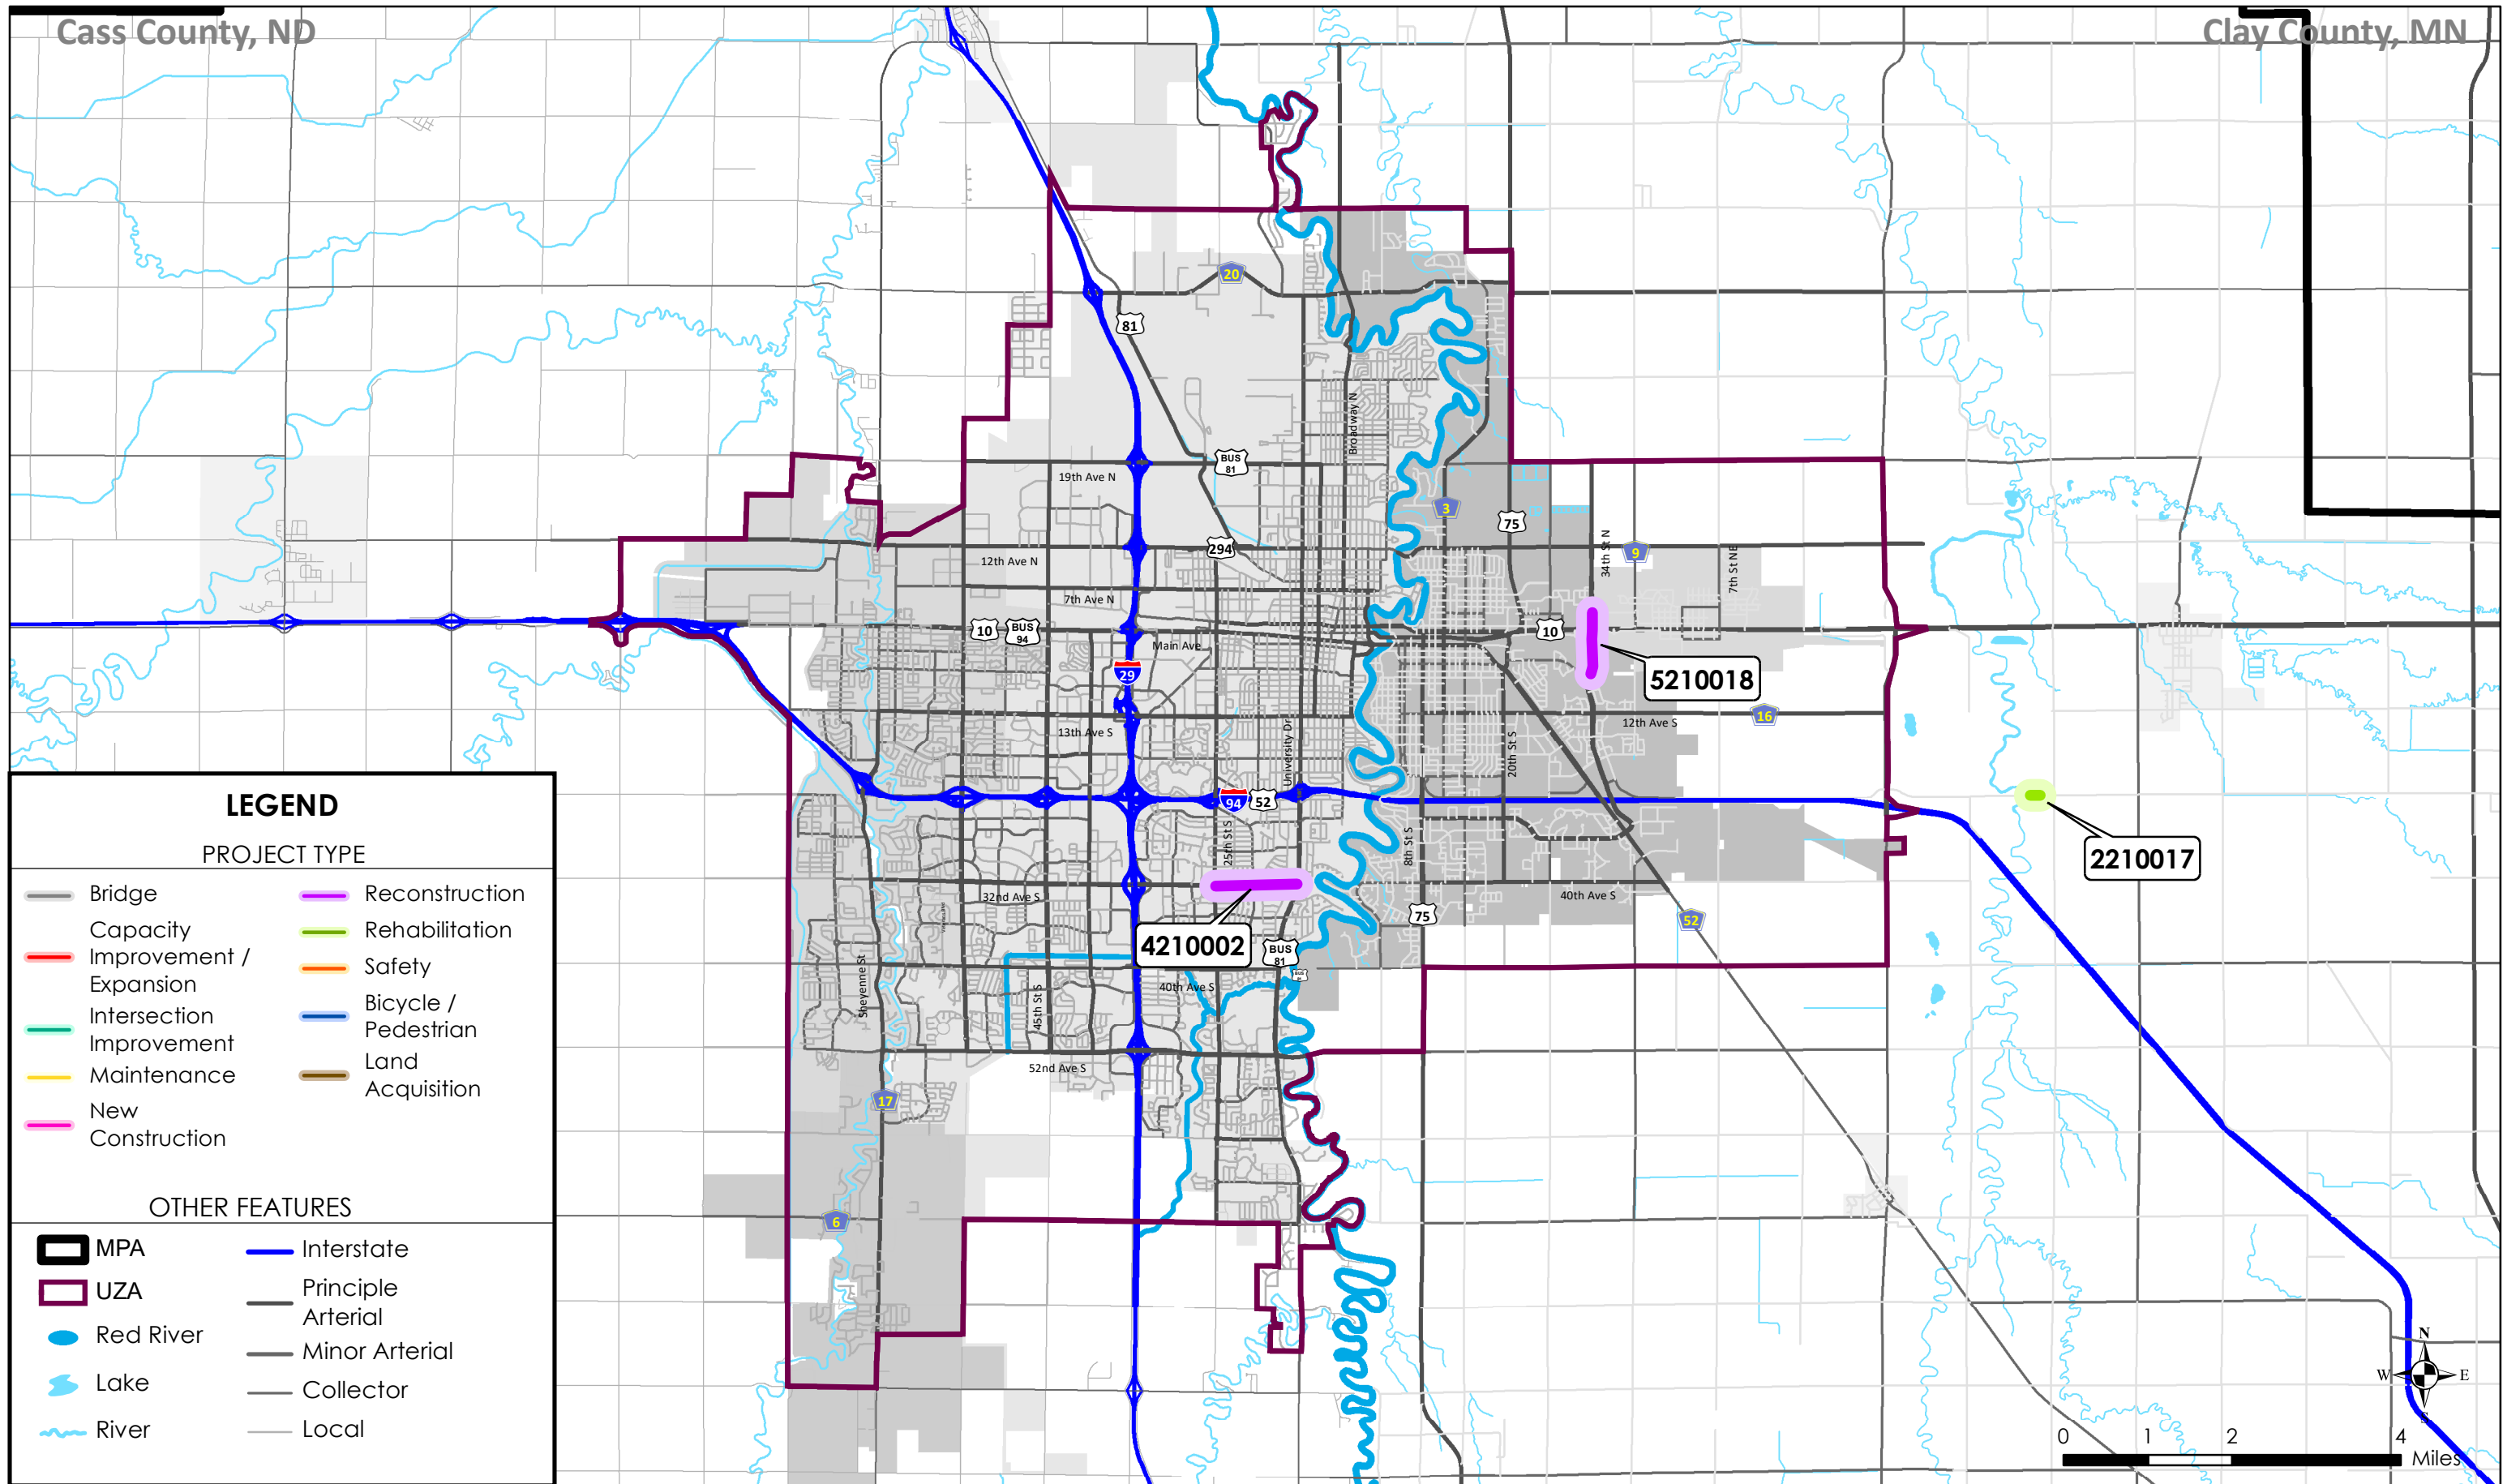 Cass County, ND
Clay County, MN
20
81
BUS
81
19th Ave N
Broadway N
3
75
294
12th Ave N
34th St N
9
7th St NE
7th Ave N
10
BUS
94
Main Ave
10
29
5210018
13th Ave S
University Dr
20th St S
12th Ave S
16
94
52
25th St S
8th St S
2210017
32nd Ave S
40th Ave S
75
52
4210002
BUS
81
Sheyenne St
45th St S
40th Ave S
52nd Ave S
17
6
LEGEND
PROJECT TYPE
Bridge
Capacity
Improvement /
Expansion
Intersection
Improvement
Maintenance
New
Construction
Reconstruction
Rehabilitation
Safety
Bicycle /
Pedestrian
Land
Acquisition
OTHER FEATURES
MPA
UZA
Red River
Lake
River
Interstate
Principle
Arterial
Minor Arterial
Collector
Local
N
W
E
S
0 1 2 4
Miles